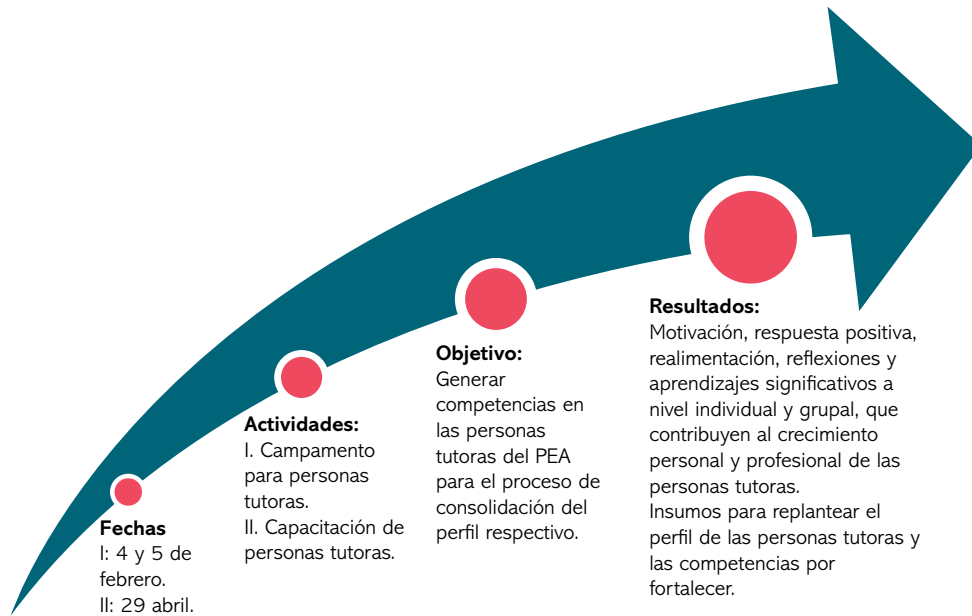 Fechas
I: 4 y 5 de
febrero.
II: 29 abril.
Actividades:
I. Campamento
para personas
tutoras.
II. Capacitación de
personas tutoras.
Objetivo:
Generar
competencias en
las personas
tutoras del PEA
para el proceso de
consolidación del
perfil respectivo.
Resultados:
Motivación, respuesta positiva,
realimentación, reflexiones y
aprendizajes significativos a
nivel individual y grupal, que
contribuyen al crecimiento
personal y profesional de las
personas tutoras.
Insumos para replantear el
perfil de las personas tutoras y
las competencias por
fortalecer.